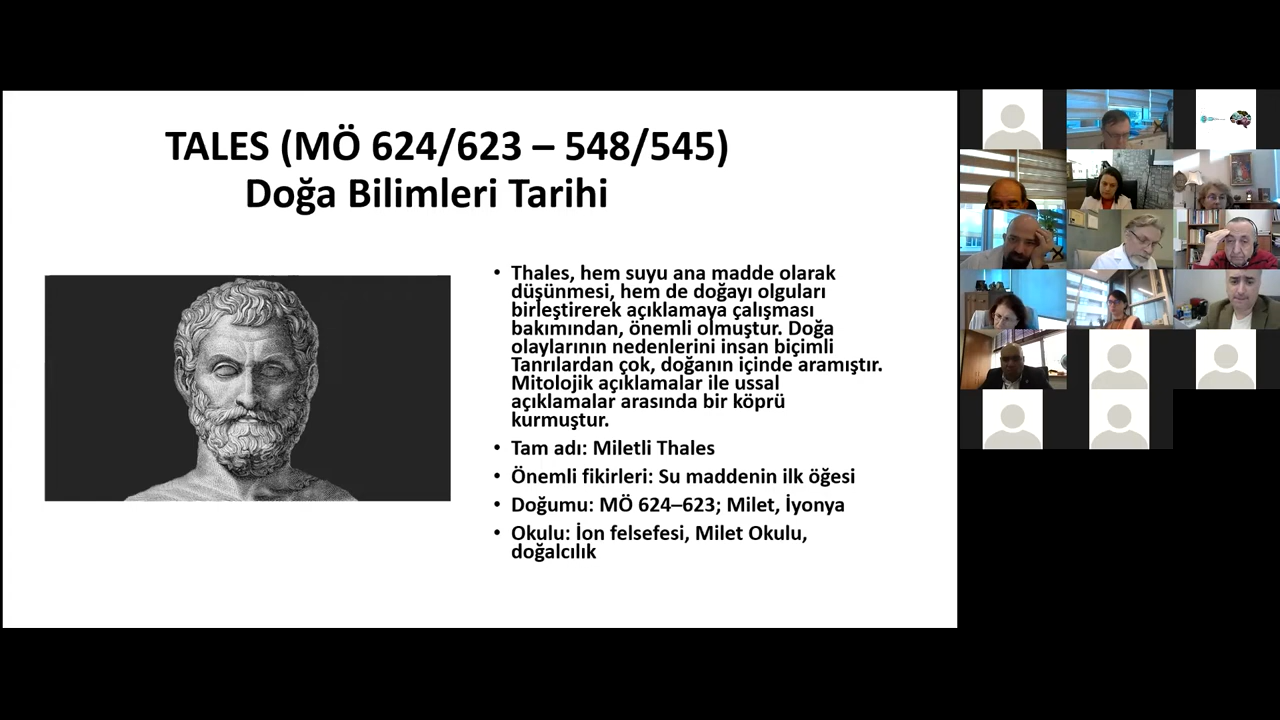 TALES (MÖ 624/623 – 548/545)
Doğa Bilimleri Tarihi
• Thales, hem suyu ana madde olarak
düşünmesi, hem de doğayı olguları
birleştirerek açıklamaya çalışması
bakımından, önemli olmuştur. Doğa
olaylarının nedenlerini insan biçimli
Tanrılardan çok, doğanın içinde aramıştır.
Mitolojik açıklamalar ile ussal
açıklamalar arasında bir köprü
kurmuştur.
• Tam adı: Miletli Thales
• Önemli fikirleri: Su maddenin ilk öğesi
• Doğumu: MÖ 624–623; Milet, İyonya
• Okulu: İon felsefesi, Milet Okulu,
doğalcılık